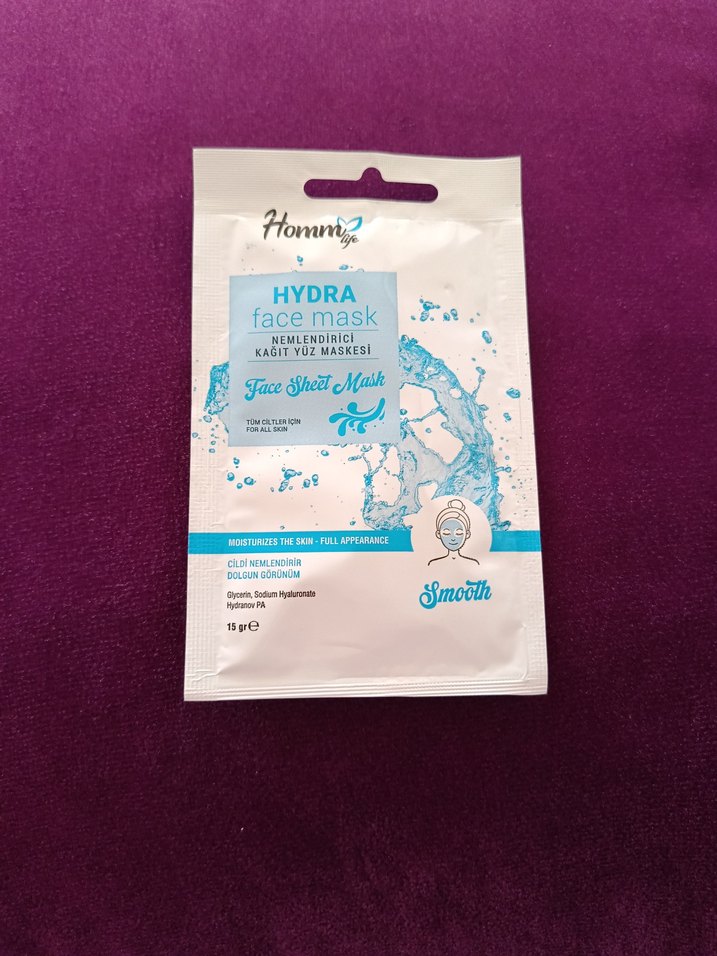 Homm life
HYDRA
face mask
NEMLENDİRİCİ
KAĞIT YÜZ MASKESİ
Face Sheet Mask
TÜM CİLTLER İÇİN
FOR ALL SKIN
MOISTURIZES THE SKIN - FULL APPEARANCE
CİLDİ NEMLENDİRİR
DOLGUN GÖRÜNÜM
Glycerin, Sodium Hyaluronate
Hydranov PA
15 gr ℮
Smooth